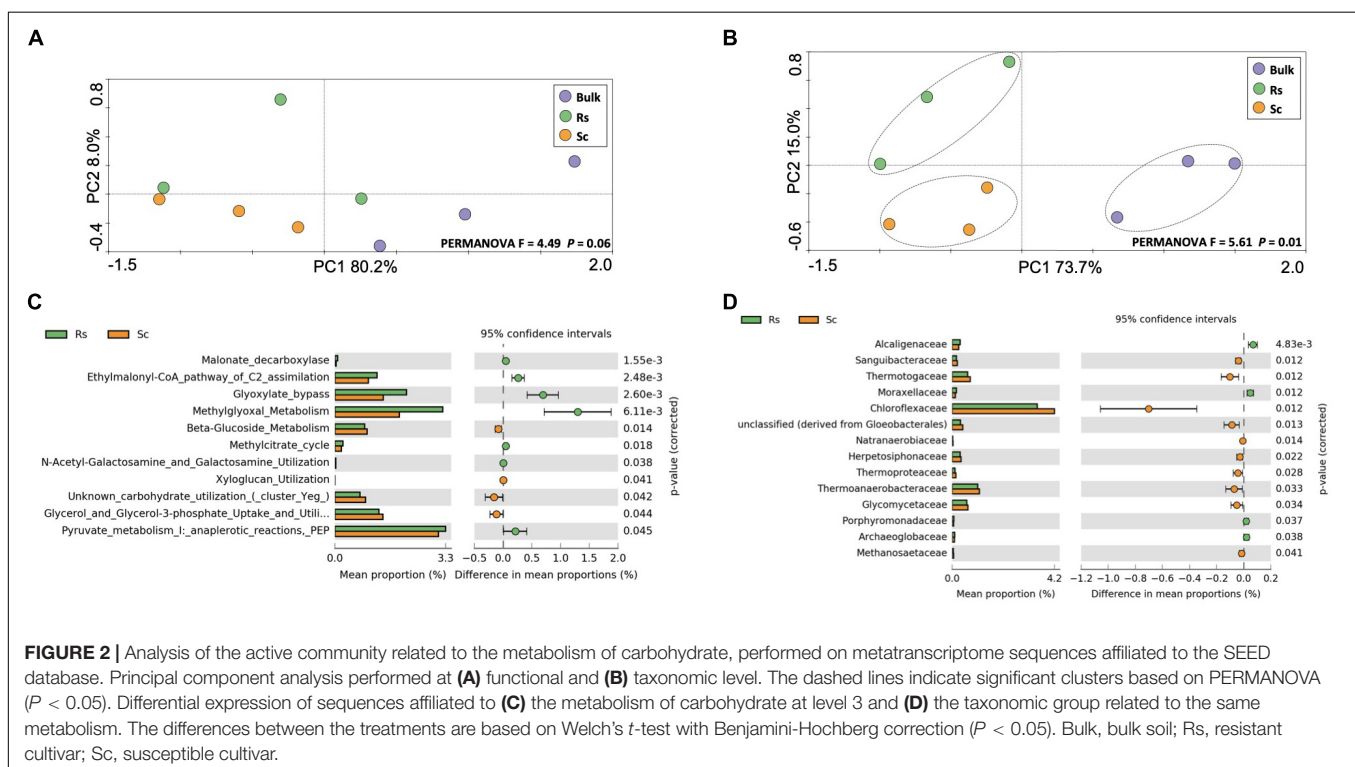 A
0.8
PC2 8.0%
-0.4
-1.5
PC1 80.2%
2.0
Bulk
Rs
Sc
PERMANOVA F = 4.49 P = 0.06
B
0.8
PC2 15.0%
-0.6
-1.5
PC1 73.7%
2.0
Bulk
Rs
Sc
PERMANOVA F = 5.61 P = 0.01
C
Rs Sc
95% confidence intervals
Malonate_decarboxylase 1.55e-3
Ethylmalonyl-CoA_pathway_of_C2_assimilation 2.48e-3
Glyoxylate_bypass 2.60e-3
Methylglyoxal_Metabolism 6.11e-3
Beta-Glucoside_Metabolism 0.014
Methylcitrate_cycle 0.018
N-Acetyl-Galactosamine_and_Galactosamine_Utilization 0.038
Xyloglucan_Utilization 0.041
Unknown_carbohydrate_utilization_(_cluster_Yeg_) 0.042
Glycerol_and_Glycerol-3-phosphate_Uptake_and_Utili... 0.044
Pyruvate_metabolism_I:_anaplerotic_reactions,_PEP 0.045
p-value (corrected)
0.0 3.3 −0.5 0.0 0.5 1.0 1.5 2.0
Mean proportion (%) Difference in mean proportions (%)
D
Rs Sc
95% confidence intervals
Alcaligenaceae 4.83e-3
Sanguibacteraceae 0.012
Thermotogaceae 0.012
Moraxellaceae 0.012
Chloroflexaceae 0.012
unclassified (derived from Gloeobacterales) 0.013
Natranaerobiaceae 0.014
Herpetosiphonaceae 0.022
Thermoproteaceae 0.028
Thermoanaerobacteraceae 0.033
Glycomycetaceae 0.034
Porphyromonadaceae 0.037
Archaeoglobaceae 0.038
Methanosaetaceae 0.041
p-value (corrected)
0.0 4.2 −1.2 −1.0 −0.8 −0.6 −0.4 −0.2 0.0 0.2
Mean proportion (%) Difference in mean proportions (%)
FIGURE 2 | Analysis of the active community related to the metabolism of carbohydrate, performed on metatranscriptome sequences affiliated to the SEED
database. Principal component analysis performed at (A) functional and (B) taxonomic level. The dashed lines indicate significant clusters based on PERMANOVA
(P < 0.05). Differential expression of sequences affiliated to (C) the metabolism of carbohydrate at level 3 and (D) the taxonomic group related to the same
metabolism. The differences between the treatments are based on Welch's t-test with Benjamini-Hochberg correction (P < 0.05). Bulk, bulk soil; Rs, resistant
cultivar; Sc, susceptible cultivar.